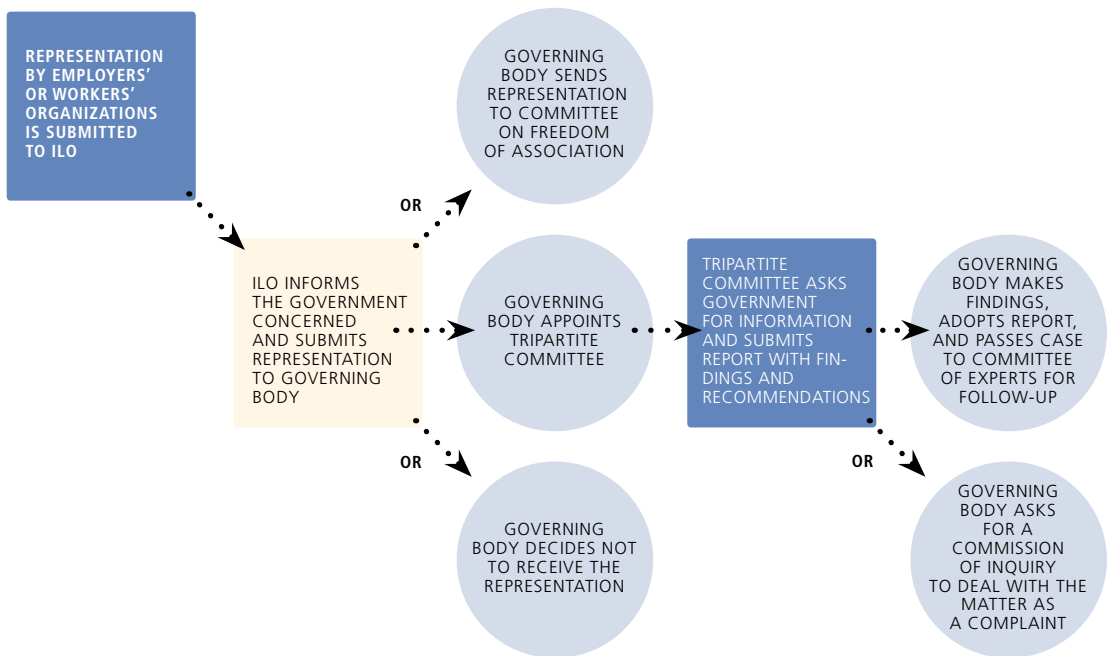 REPRESENTATION
BY EMPLOYERS'
OR WORKERS'
ORGANIZATIONS
IS SUBMITTED
TO ILO
ILO INFORMS
THE GOVERNMENT
CONCERNED
AND SUBMITS
REPRESENTATION
TO GOVERNING
BODY
OR
GOVERNING
BODY SENDS
REPRESENTATION
TO COMMITTEE
ON FREEDOM
OF ASSOCIATION
GOVERNING
BODY APPOINTS
TRIPARTITE
COMMITTEE
OR
GOVERNING
BODY DECIDES NOT
TO RECEIVE THE
REPRESENTATION
TRIPARTITE
COMMITTEE ASKS
GOVERNMENT
FOR INFORMATION
AND SUBMITS
REPORT WITH FIN-
DINGS AND
RECOMMENDATIONS
GOVERNING
BODY MAKES
FINDINGS,
ADOPTS REPORT,
AND PASSES CASE
TO COMMITTEE
OF EXPERTS FOR
FOLLOW-UP
OR
GOVERNING
BODY ASKS
FOR A
COMMISSION
OF INQUIRY
TO DEAL WITH THE
MATTER AS
A COMPLAINT